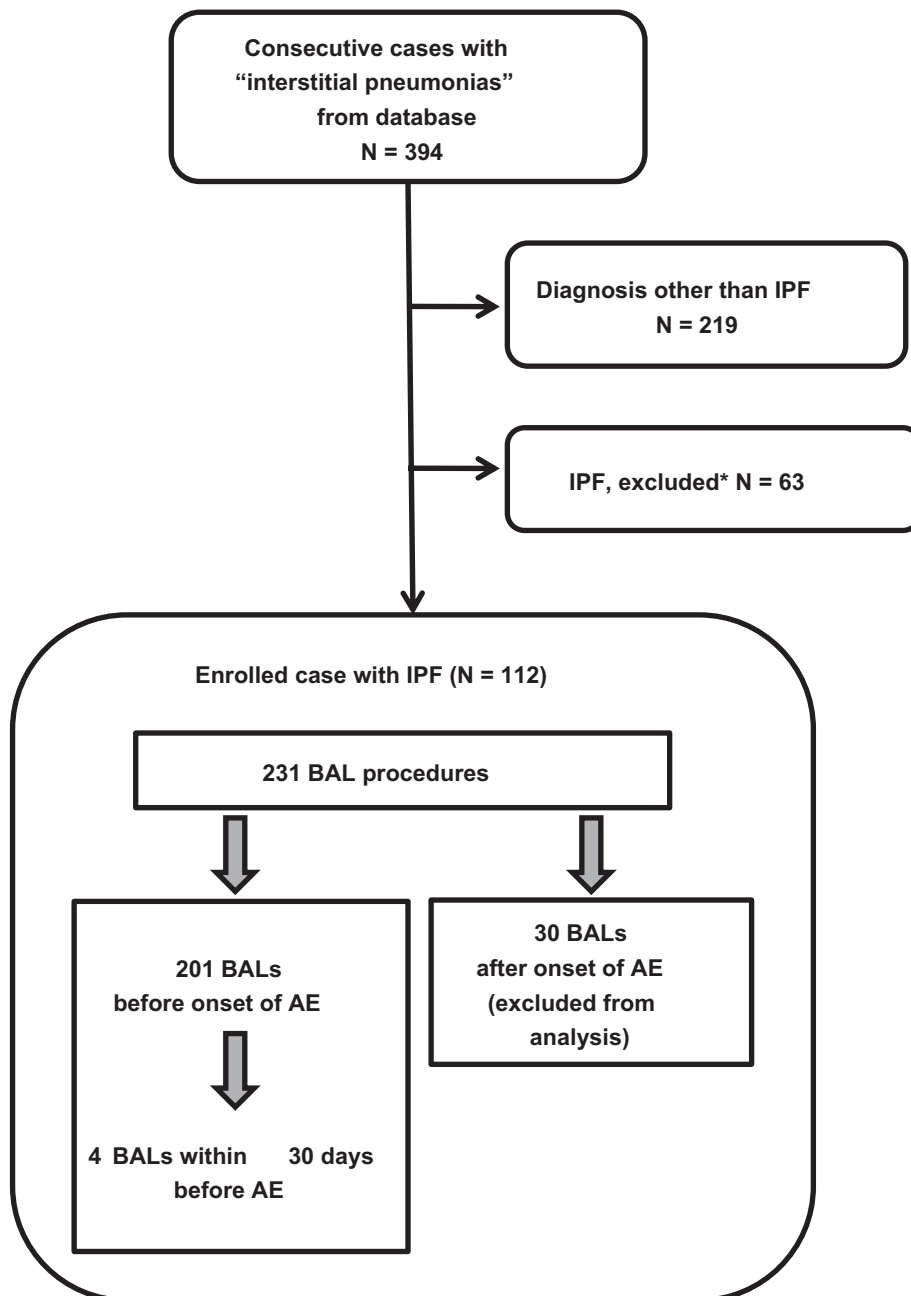 Consecutive cases with
“interstitial pneumonias”
from database
N = 394
Diagnosis other than IPF
N = 219
IPF, excluded* N = 63
Enrolled case with IPF (N = 112)
231 BAL procedures
201 BALs
before onset of AE
4 BALs within 30 days
before AE
30 BALs
after onset of AE
(excluded from
analysis)